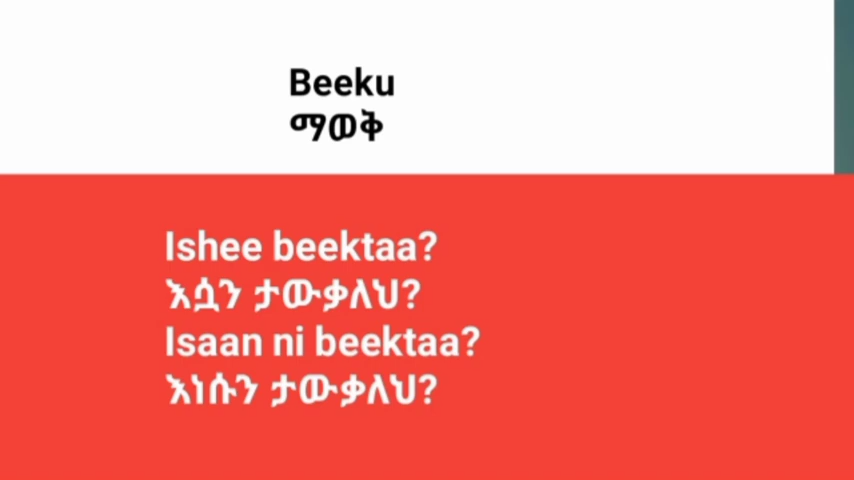 Beeku
ማወቅ
Ishee beektaa?
እሷን ታውቃለህ?
Isaan ni beektaa?
እነሱን ታውቃለህ?